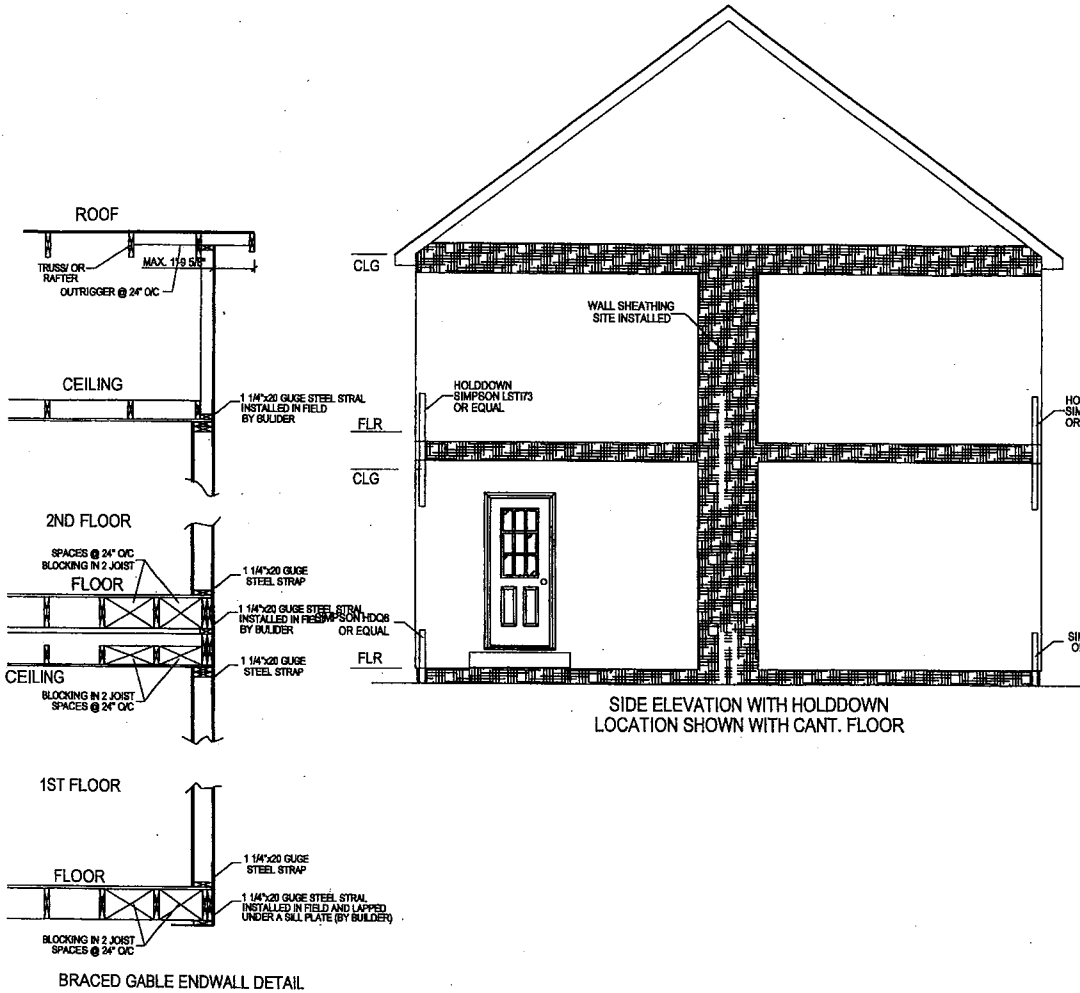 ROOF
TRUSS/ OR
RAFTER
MAX. 1'-9 5/8"
OUTRIGGER @ 24" O/C
CEILING
1 1/4"x20 GUGE STEEL STRAL
INSTALLED IN FIELD
BY BULIDER
2ND FLOOR
SPACES @ 24" O/C
BLOCKING IN 2 JOIST
FLOOR
1 1/4"x20 GUGE
STEEL STRAP
1 1/4"x20 GUGE STEEL STRAL
INSTALLED IN FIELD
BY BULIDER
1 1/4"x20 GUGE
STEEL STRAP
CEILING
BLOCKING IN 2 JOIST
SPACES @ 24" O/C
1ST FLOOR
1 1/4"x20 GUGE
STEEL STRAP
FLOOR
1 1/4"x20 GUGE STEEL STRAL
INSTALLED IN FIELD AND LAPPED
UNDER A SILL PLATE (BY BUILDER)
BLOCKING IN 2 JOIST
SPACES @ 24" O/C
BRACED GABLE ENDWALL DETAIL
CLG
WALL SHEATHING
SITE INSTALLED
HOLDDOWN
SIMPSON LSTI73
OR EQUAL
FLR
CLG
SIMPSON HDQ8
OR EQUAL
FLR
HO
SIM
OR
SIM
O
SIDE ELEVATION WITH HOLDDOWN
LOCATION SHOWN WITH CANT. FLOOR